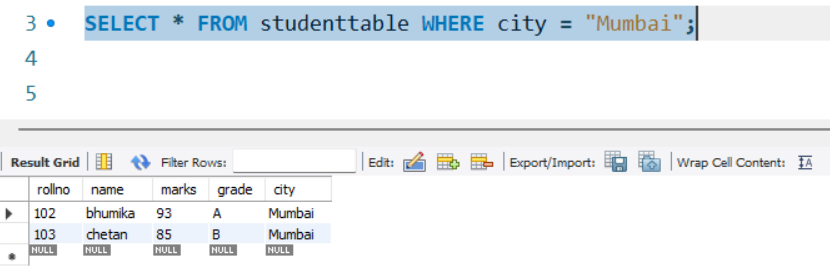 3 SELECT * FROM studenttable WHERE city = "Mumbai";
4
5
Result Grid Filter Rows: Edit: Export/Import: Wrap Cell Content: IA
rollno name marks grade city
102 bhumika 93 A Mumbai
103 chetan 85 B Mumbai
NULL NULL NULL NULL NULL